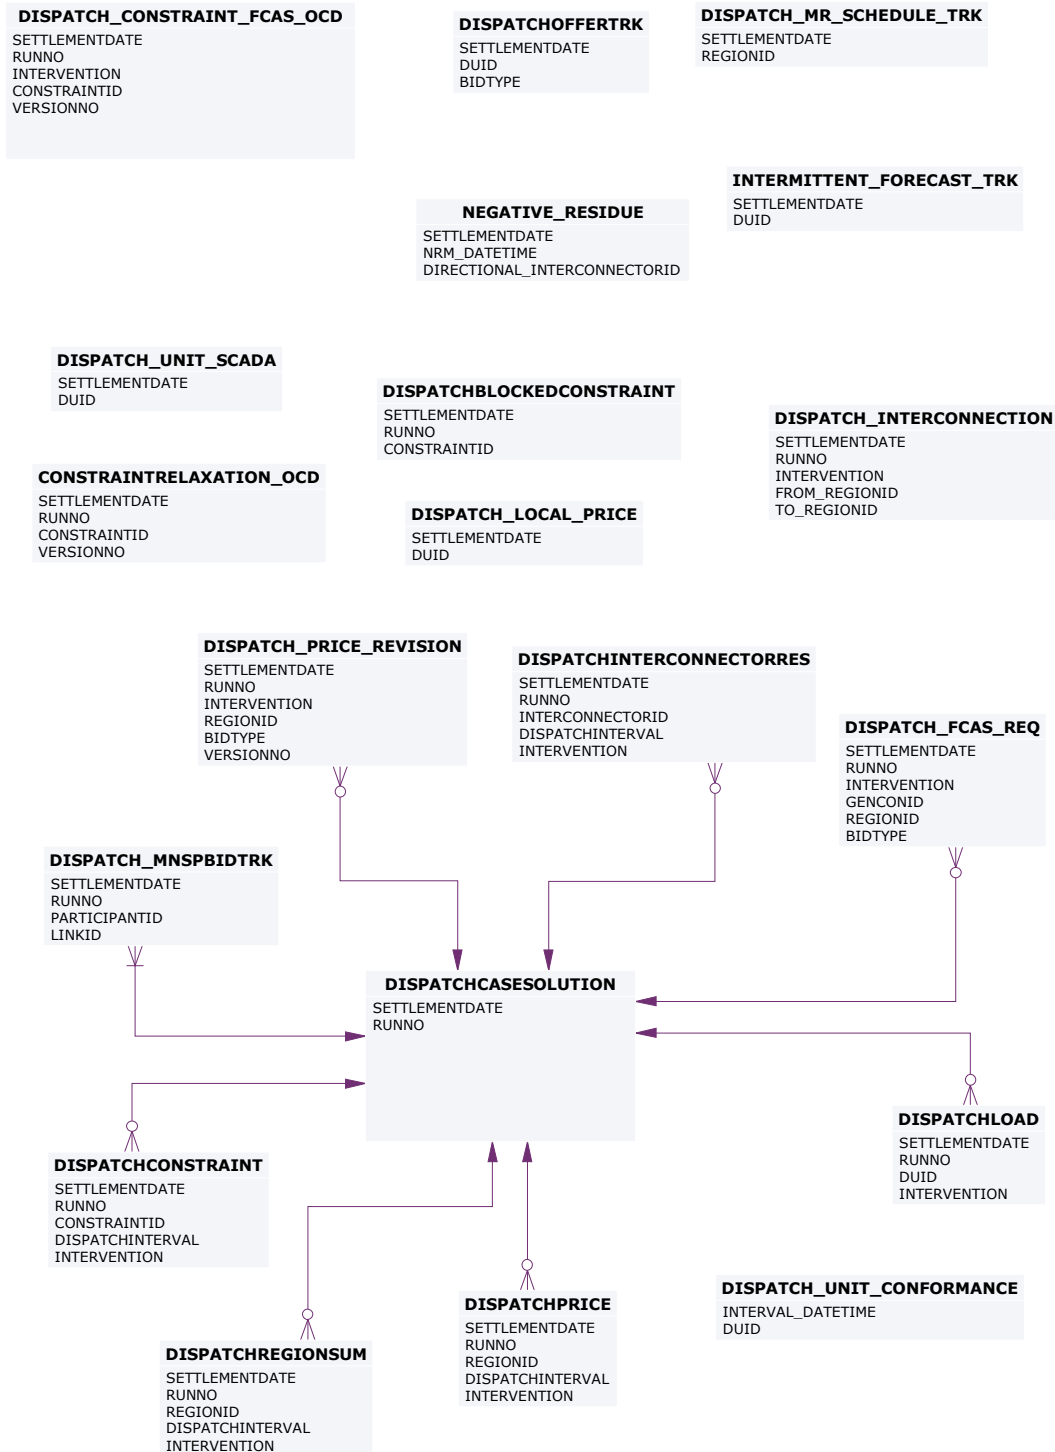 DISPATCH_CONSTRAINT_FCAS_OCD
SETTLEMENTDATE
RUNNO
INTERVENTION
CONSTRAINTID
VERSIONNO
DISPATCHOFFERTRK
SETTLEMENTDATE
DUID
BIDTYPE
DISPATCH_MR_SCHEDULE_TRK
SETTLEMENTDATE
REGIONID
INTERMITTENT_FORECAST_TRK
SETTLEMENTDATE
DUID
NEGATIVE_RESIDUE
SETTLEMENTDATE
NRM_DATETIME
DIRECTIONAL_INTERCONNECTORID
DISPATCH_UNIT_SCADA
SETTLEMENTDATE
DUID
DISPATCHBLOCKEDCONSTRAINT
SETTLEMENTDATE
RUNNO
CONSTRAINTID
DISPATCH_INTERCONNECTION
SETTLEMENTDATE
RUNNO
INTERVENTION
FROM_REGIONID
TO_REGIONID
CONSTRAINTRELAXATION_OCD
SETTLEMENTDATE
RUNNO
CONSTRAINTID
VERSIONNO
DISPATCH_LOCAL_PRICE
SETTLEMENTDATE
DUID
DISPATCH_PRICE_REVISION
SETTLEMENTDATE
RUNNO
INTERVENTION
REGIONID
BIDTYPE
VERSIONNO
DISPATCHINTERCONNECTORRES
SETTLEMENTDATE
RUNNO
INTERCONNECTORID
DISPATCHINTERVAL
INTERVENTION
DISPATCH_FCAS_REQ
SETTLEMENTDATE
RUNNO
INTERVENTION
GENCONID
REGIONID
BIDTYPE
DISPATCH_MNSPBIDTRK
SETTLEMENTDATE
RUNNO
PARTICIPANTID
LINKID
DISPATCHCASESOLUTION
SETTLEMENTDATE
RUNNO
DISPATCHLOAD
SETTLEMENTDATE
RUNNO
DUID
INTERVENTION
DISPATCHCONSTRAINT
SETTLEMENTDATE
RUNNO
CONSTRAINTID
DISPATCHINTERVAL
INTERVENTION
DISPATCH_UNIT_CONFORMANCE
INTERVAL_DATETIME
DUID
DISPATCHPRICE
SETTLEMENTDATE
RUNNO
REGIONID
DISPATCHINTERVAL
INTERVENTION
DISPATCHREGIONSUM
SETTLEMENTDATE
RUNNO
REGIONID
DISPATCHINTERVAL
INTERVENTION